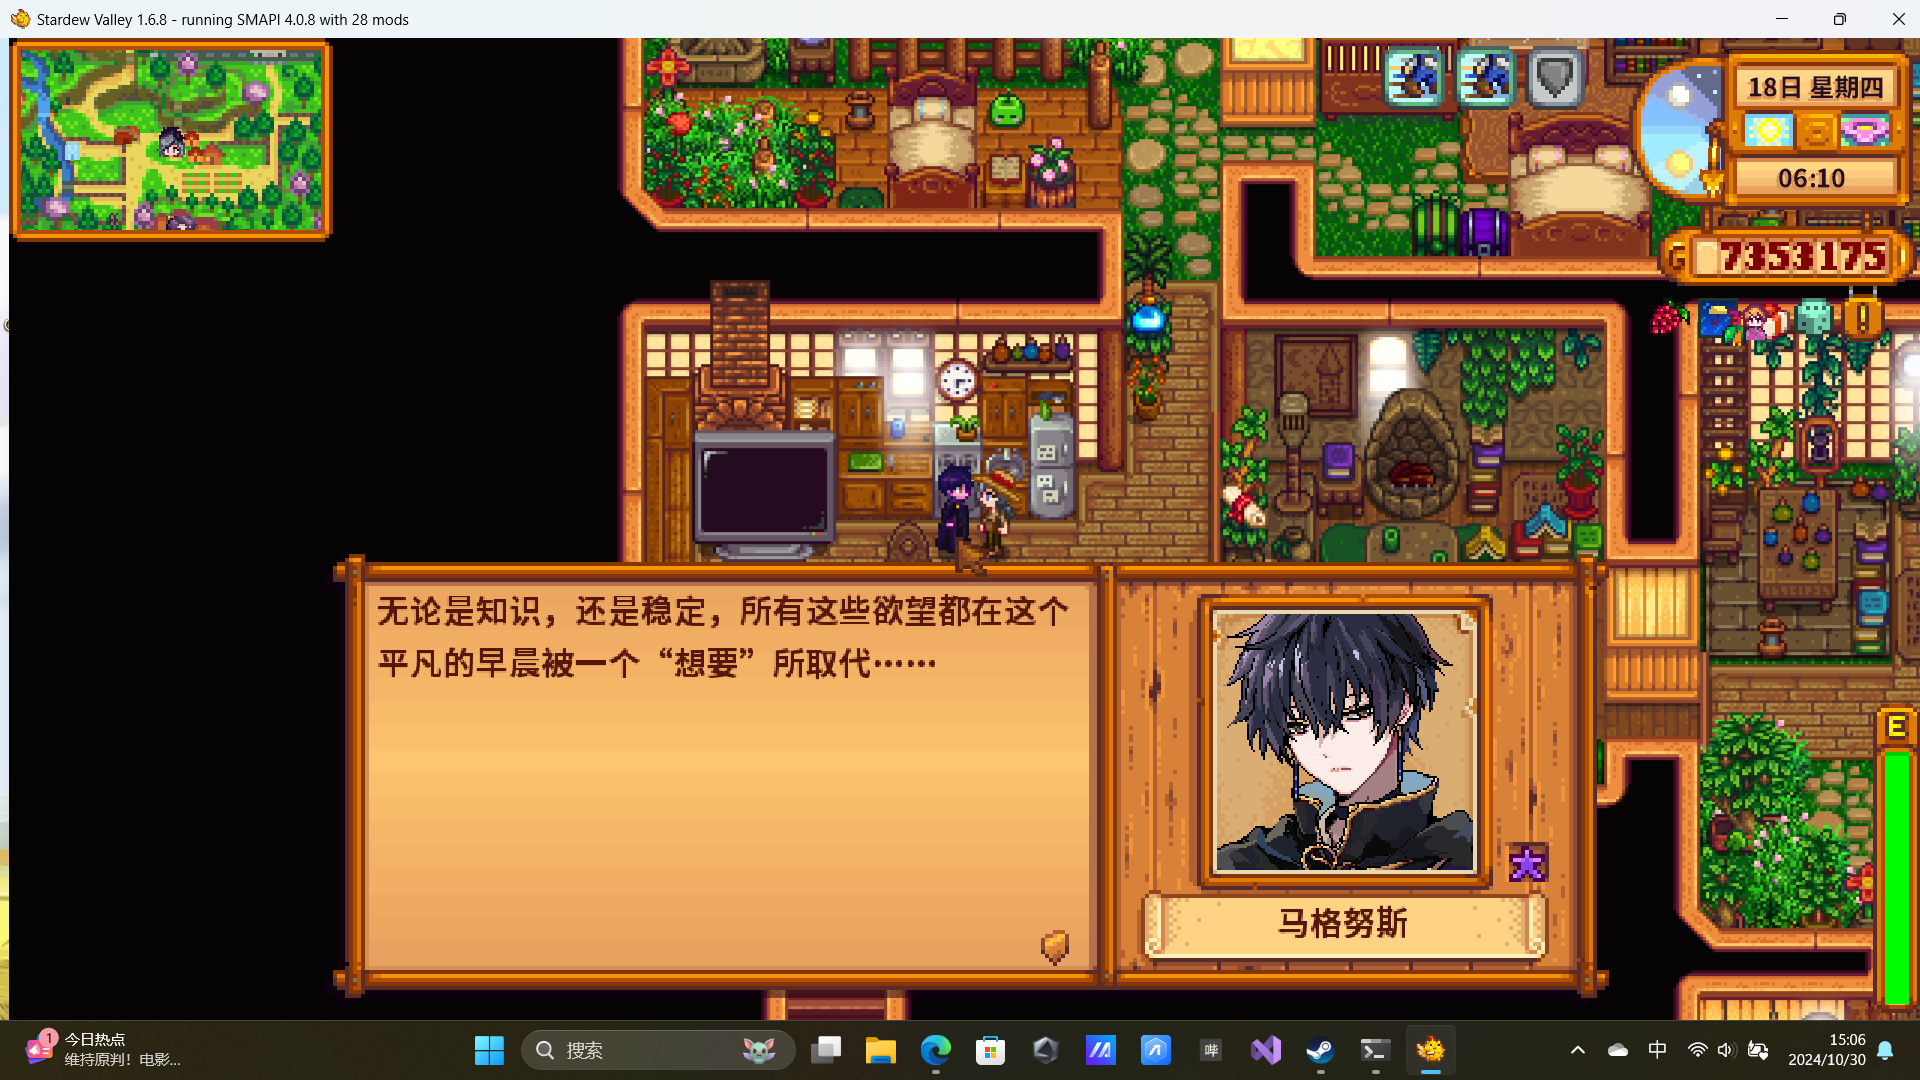 Stardew Valley 1.6.8 - running SMAPI 4.0.8 with 28 mods
18日 星期四
06:10
G 7353175
无论是知识，还是稳定，所有这些欲望都在这个
平凡的早晨被一个“想要”所取代……
马格努斯
E
1
今日热点
维持原判！电影...
搜索
哔
中
15:06
2024/10/30